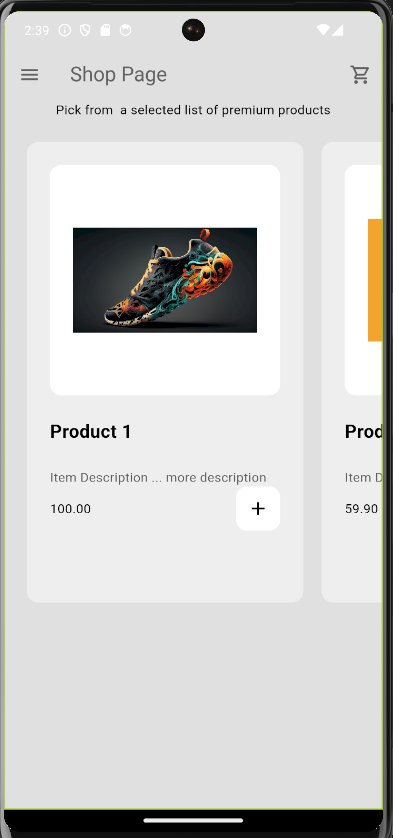 2:39
Shop Page
Pick from  a selected list of premium products
Product 1
Item Description ... more description
100.00
+
Prod
Item D
59.90